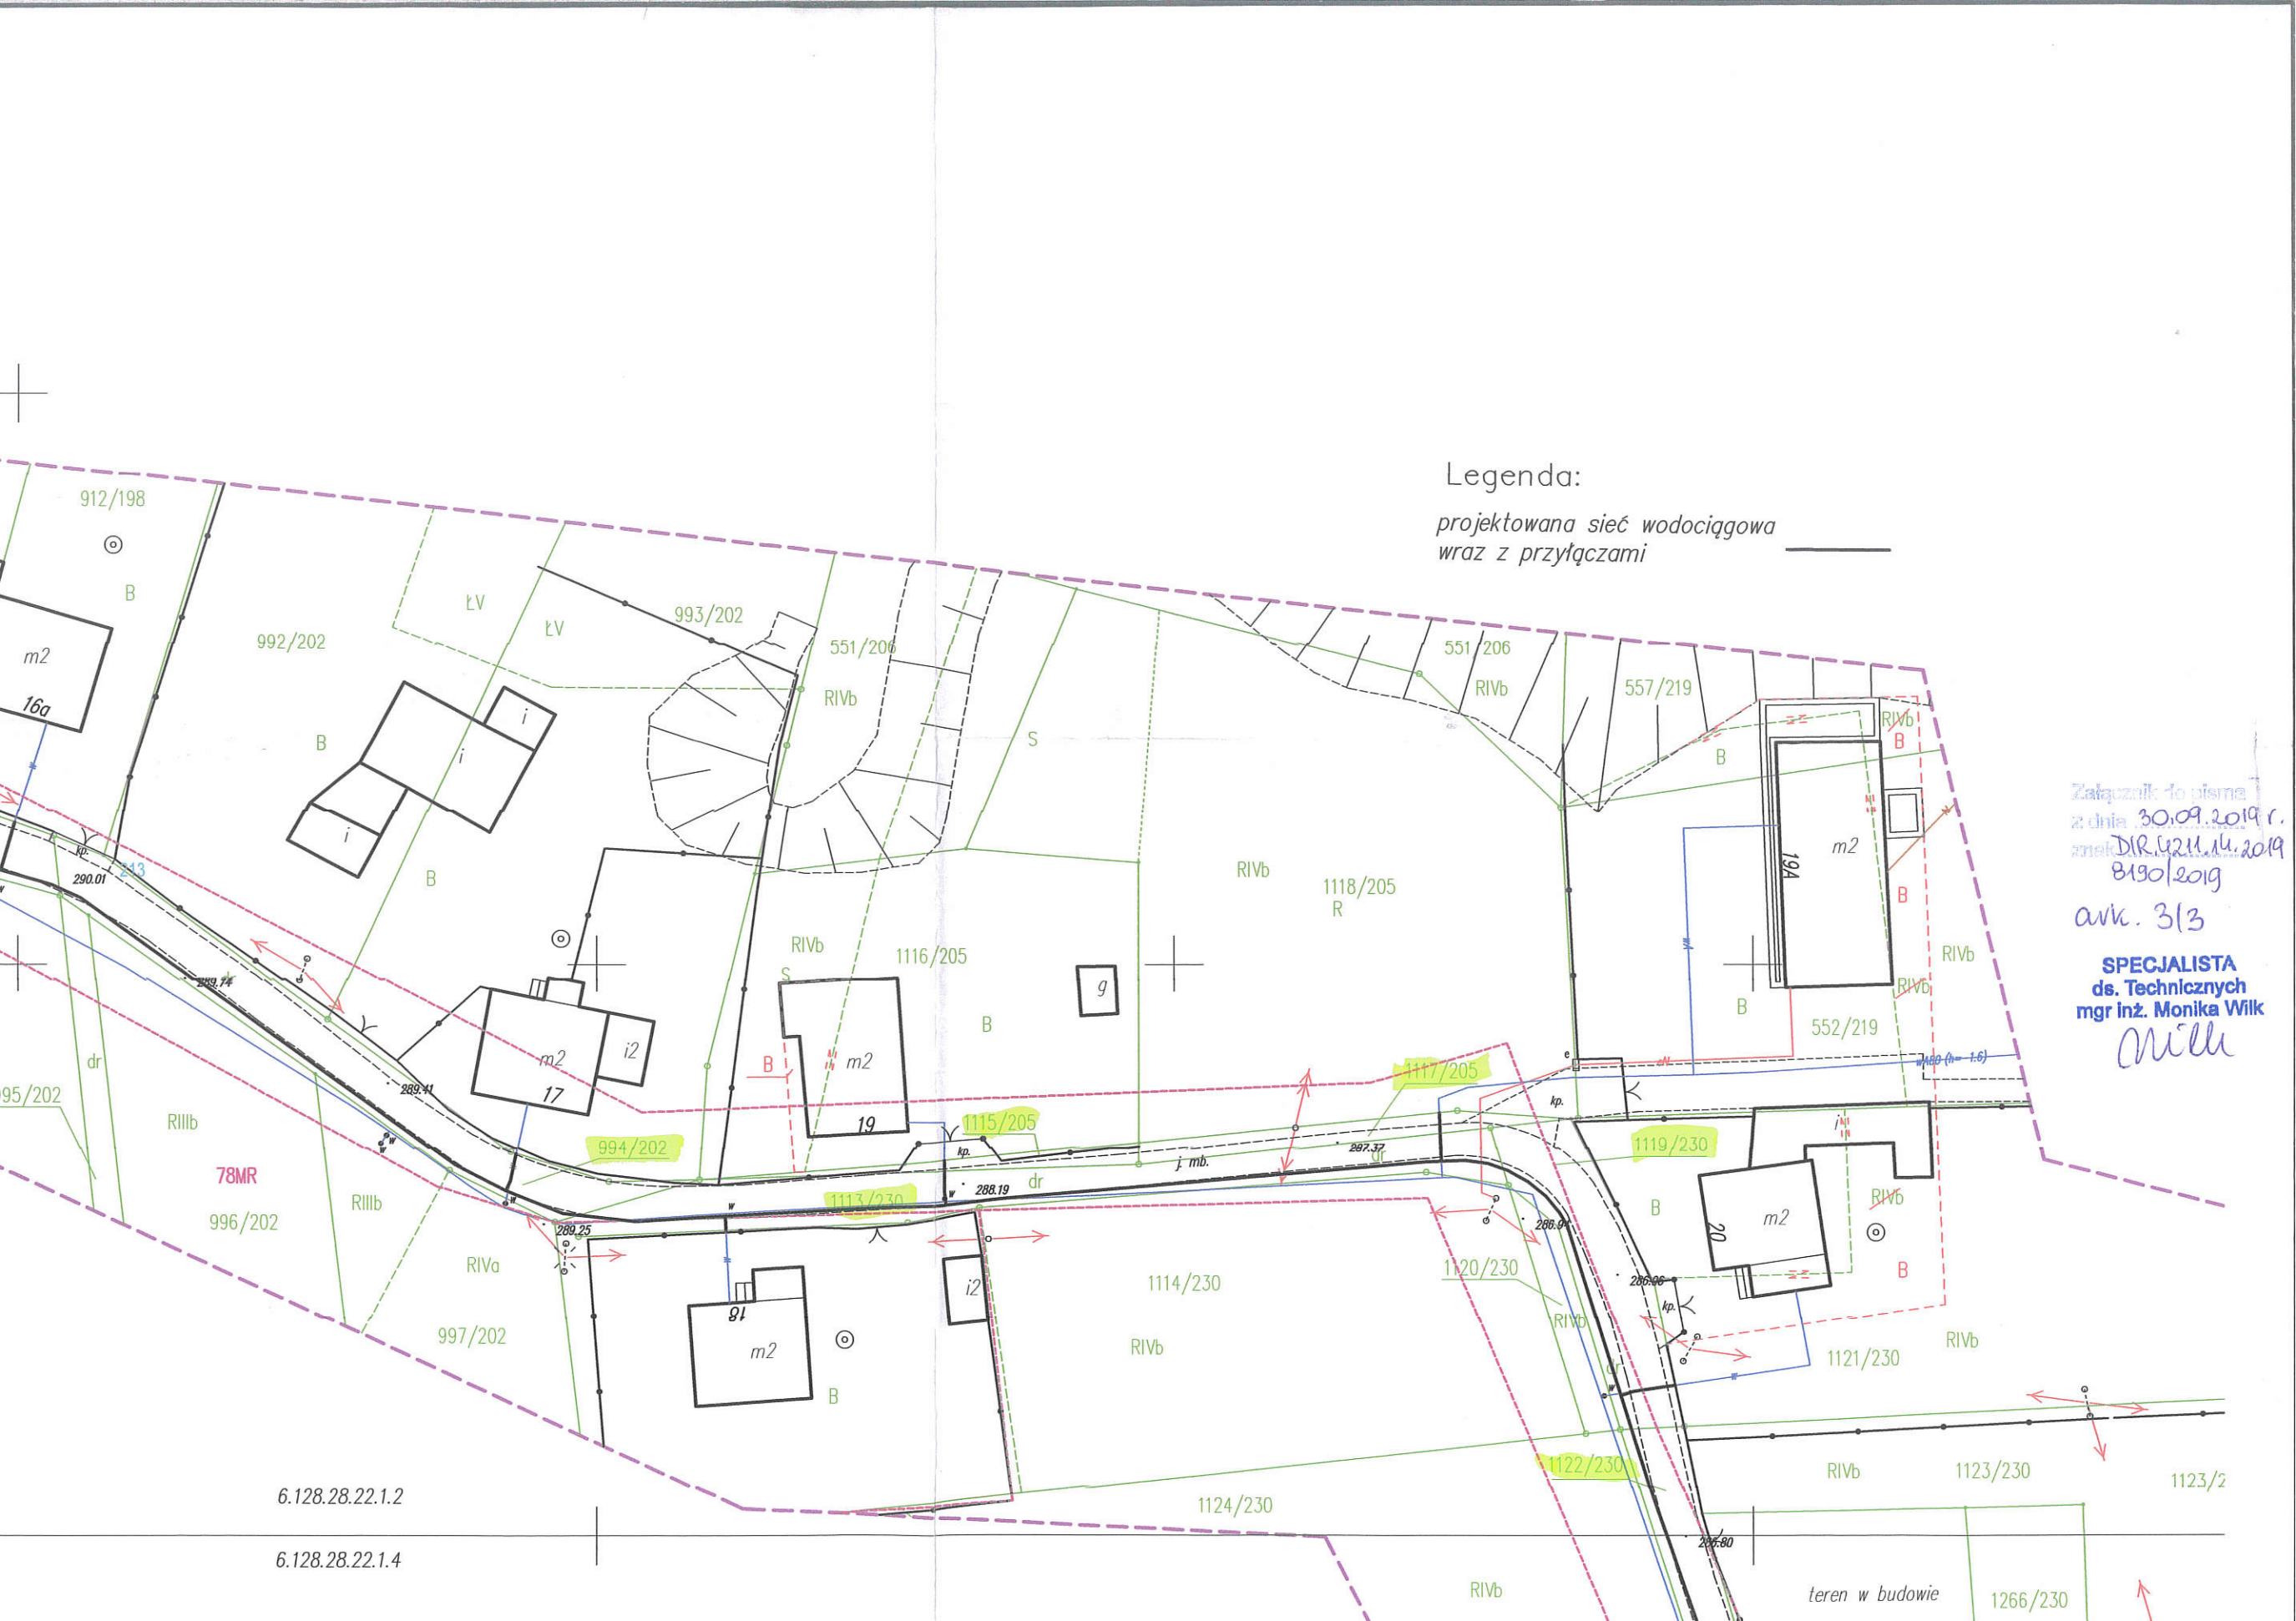 Legenda:
projektowana sieć wodociągowa
wraz z przyłączami
912/198
B
m2
16a
992/202
ŁV
ŁV
993/202
551/206
RIVb
551/206
RIVb
557/219
RIVb
B
B
S
B
i
i
i
B
kp.
290.01
213
RIVb
1118/205
R
m2
19A
B
RIVb
Załącznik do pisma
z dnia 30.09.2019 r.
znak DIR.4211.14.2019
8190/2019
ark. 3/3
SPECJALISTA
ds. Technicznych
mgr inż. Monika Wilk
RIVb
1116/205
S
g
B
B
RIVb
552/219
289.74
dr
995/202
RIIIb
289.41
m2
i2
17
B
m2
19
1117/205
e
wA80 (h=-1.6)
kp.
994/202
1115/205
kp.
j. mb.
287.37
dr
1119/230
i
78MR
996/202
RIIIb
w
w
w
1113/230
w
288.19
dr
B
RIVb
m2
20
289.25
w
286.94
RIVa
997/202
i2
1114/230
1120/230
286.96
B
18
m2
B
RIVb
RIVb
kp.
1121/230
RIVb
dr
w
w
1122/230
RIVb
1123/230
1123/2
6.128.28.22.1.2
1124/230
6.128.28.22.1.4
286.80
RIVb
teren w budowie
1266/230